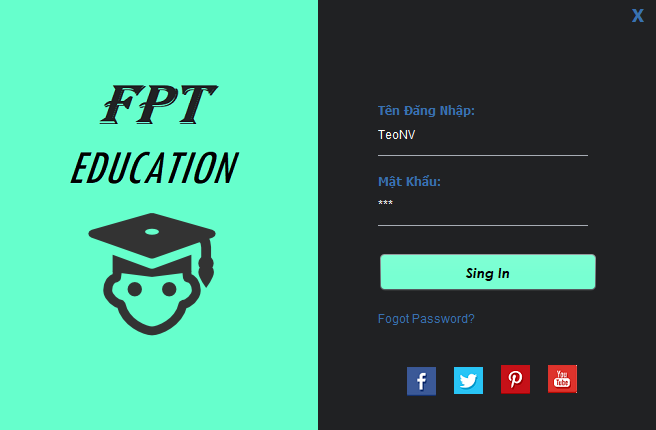 X
FPT
EDUCATION
Tên Đăng Nhập:
TeoNV
Mật Khẩu:
***
Sing In
Fogot Password?
You
Tube